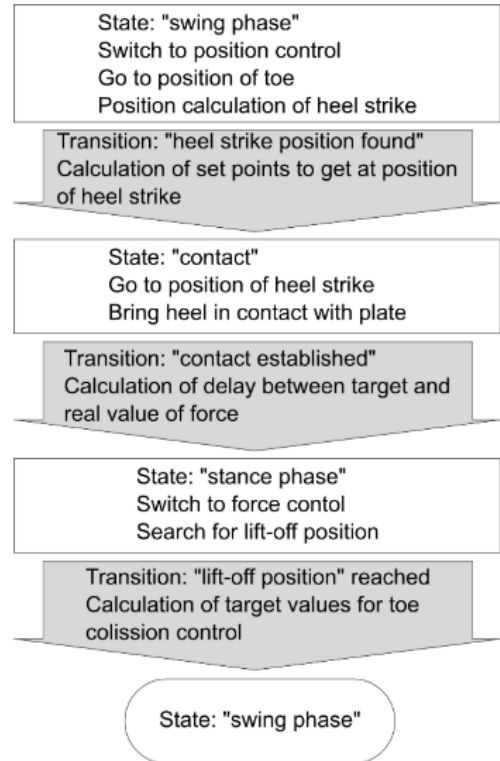 State: "swing phase"
Switch to position control
Go to position of toe
Position calculation of heel strike
Transition: "heel strike position found"
Calculation of set points to get at position
of heel strike
State: "contact"
Go to position of heel strike
Bring heel in contact with plate
Transition: "contact established"
Calculation of delay between target and
real value of force
State: "stance phase"
Switch to force contol
Search for lift-off position
Transition: "lift-off position" reached
Calculation of target values for toe
colission control
State: "swing phase"